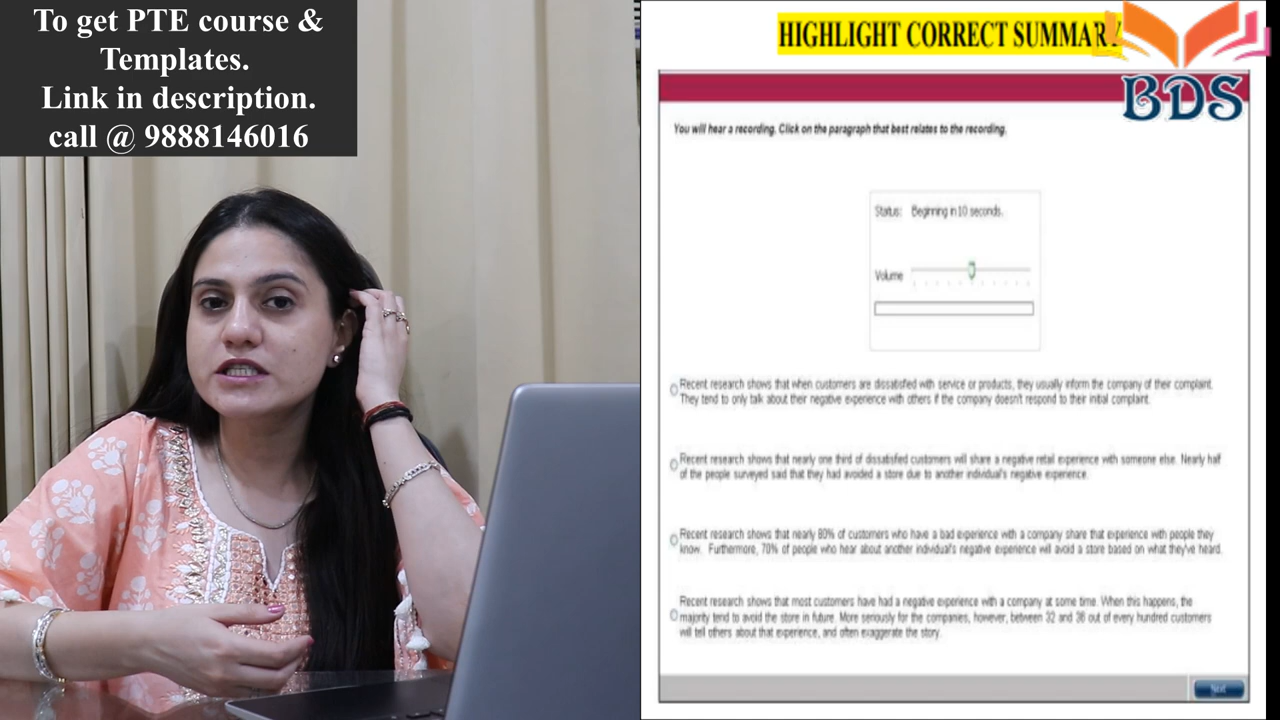 To get PTE course &
Templates.
Link in description.
call @ 9888146016
HIGHLIGHT CORRECT SUMMARY
BDS
You will hear a recording. Click on the paragraph that best relates to the recording.
Status: Beginning in 10 seconds.
Volume
Recent research shows that when customers are dissatisfied with service or products, they usually inform the company of their complaint.
They tend to only talk about their negative experience with others if the company doesn't respond to their initial complaint.
Recent research shows that nearly one third of dissatisfied customers will share a negative retail experience with someone else. Nearly half
of the people surveyed said that they had avoided a store due to another individual's negative experience.
Recent research shows that nearly 80% of customers who have a bad experience with a company share that experience with people they
know. Furthermore, 70% of people who hear about another individual's negative experience will avoid a store based on what they've heard.
Recent research shows that most customers have had a negative experience with a company at some time. When this happens, the
majority tend to avoid the store in future. More seriously for the companies, however, between 32 and 36 out of every hundred customers
will tell others about that experience, and often exaggerate the story.
Next